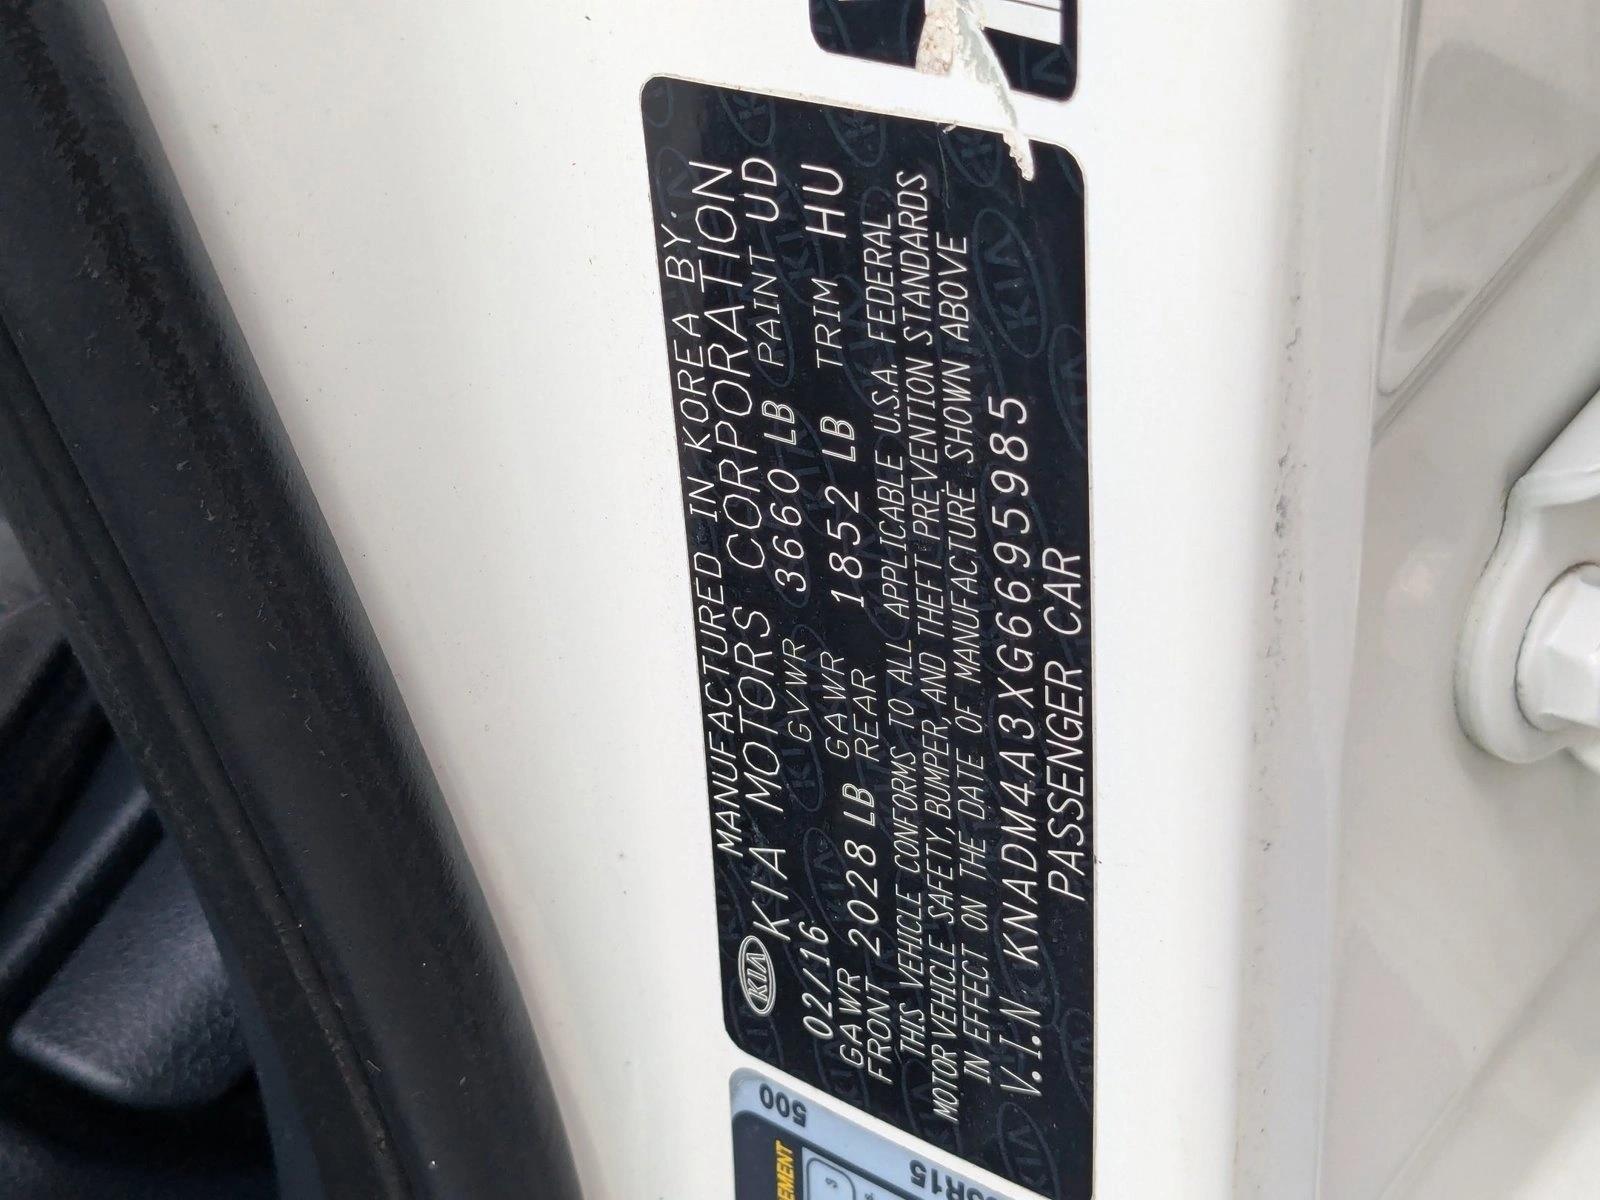 KIA
MANUFACTURED IN KOREA BY
KIA MOTORS CORPORATION
02/16 GVWR 3660 LB PAINT UD
GAWR FRONT 2028 LB GAWR REAR 1852 LB TRIM HU
THIS VEHICLE CONFORMS TO ALL APPLICABLE U.S.A. FEDERAL
MOTOR VEHICLE SAFETY, BUMPER, AND THEFT PREVENTION STANDARDS
IN EFFECT ON THE DATE OF MANUFACTURE SHOWN ABOVE
V.I.N KNADM4A3XG6695985
PASSENGER CAR
500